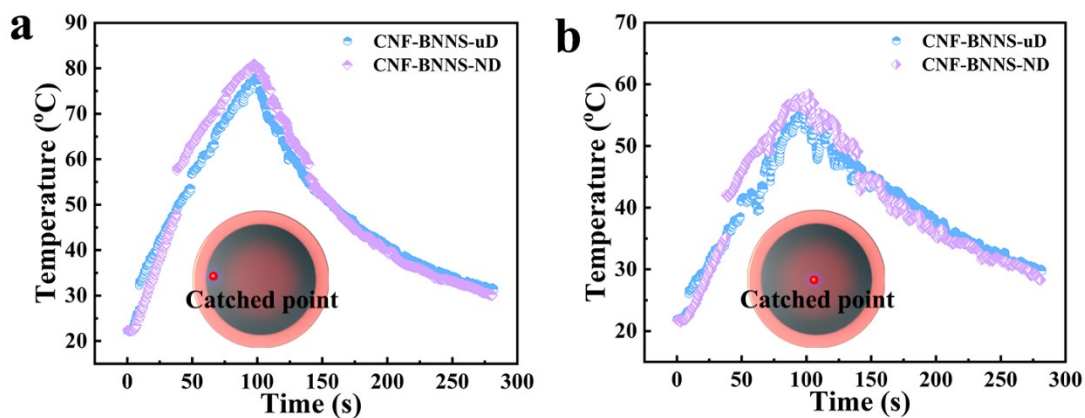 a
CNF-BNNS-uD
CNF-BNNS-ND
Temperature (°C)
90
80
70
60
50
40
30
20
Catched point
0 50 100 150 200 250 300
Time (s)
b
CNF-BNNS-uD
CNF-BNNS-ND
Temperature (°C)
70
60
50
40
30
20
Catched point
0 50 100 150 200 250 300
Time (s)